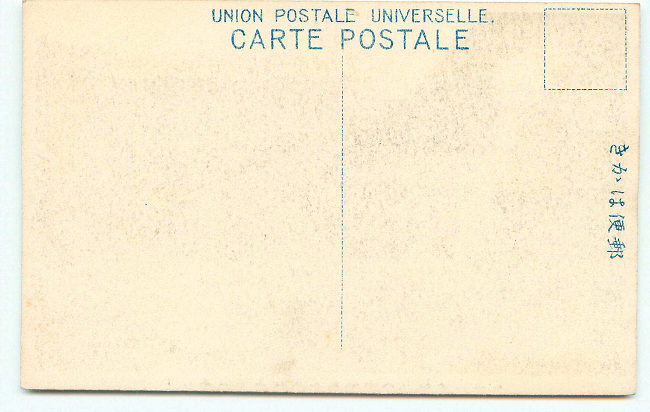 UNION POSTALE UNIVERSELLE.
CARTE POSTALE
きかは便郵